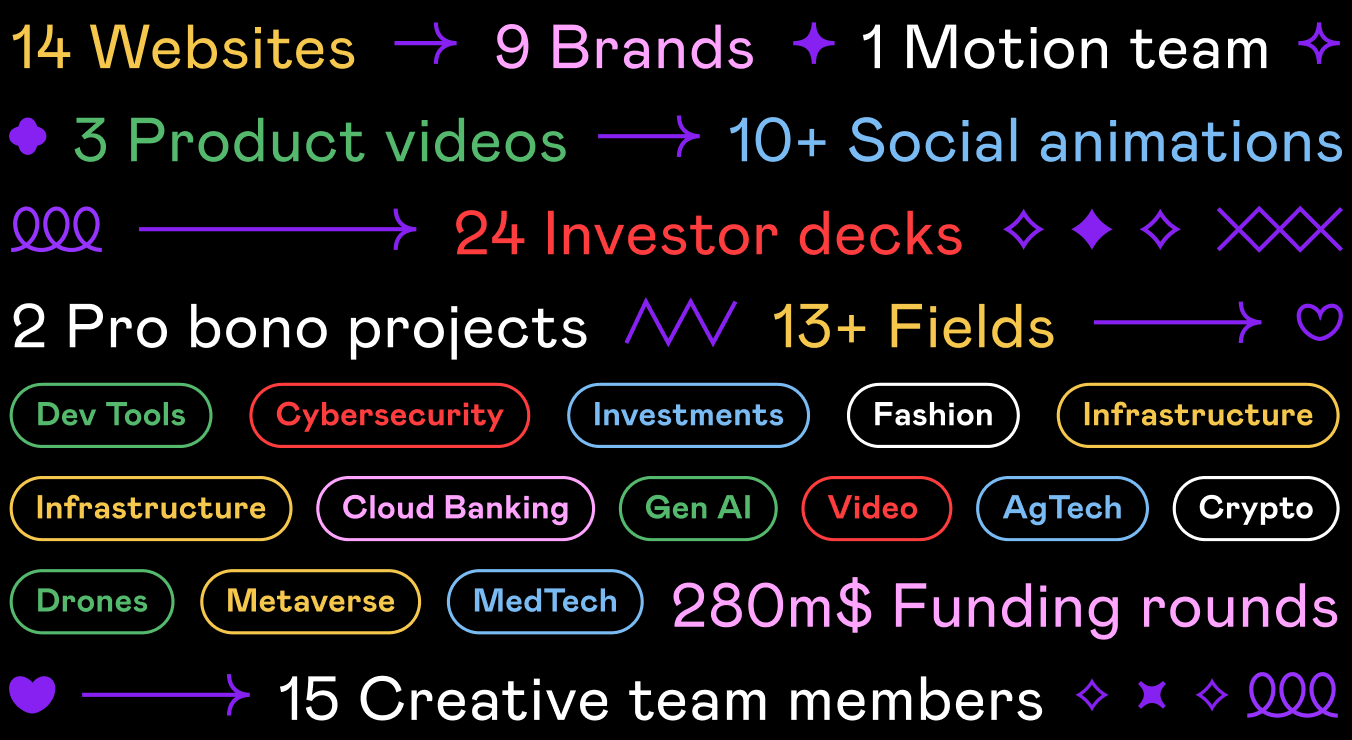 14 Websites 9 Brands 1 Motion team
3 Product videos 10+ Social animations
24 Investor decks
2 Pro bono projects 13+ Fields
Dev Tools Cybersecurity Investments Fashion Infrastructure
Infrastructure Cloud Banking Gen AI Video AgTech Crypto
Drones Metaverse MedTech 280m$ Funding rounds
15 Creative team members